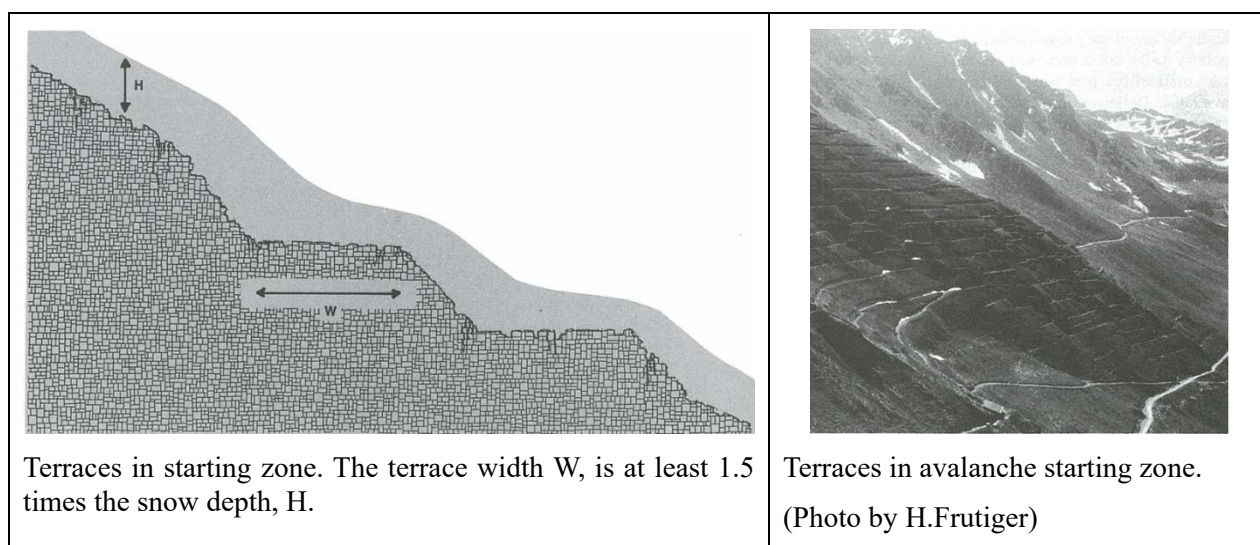 H
W
Terraces in starting zone. The terrace width W, is at least 1.5
times the snow depth, H.
Terraces in avalanche starting zone.
(Photo by H.Frutiger)